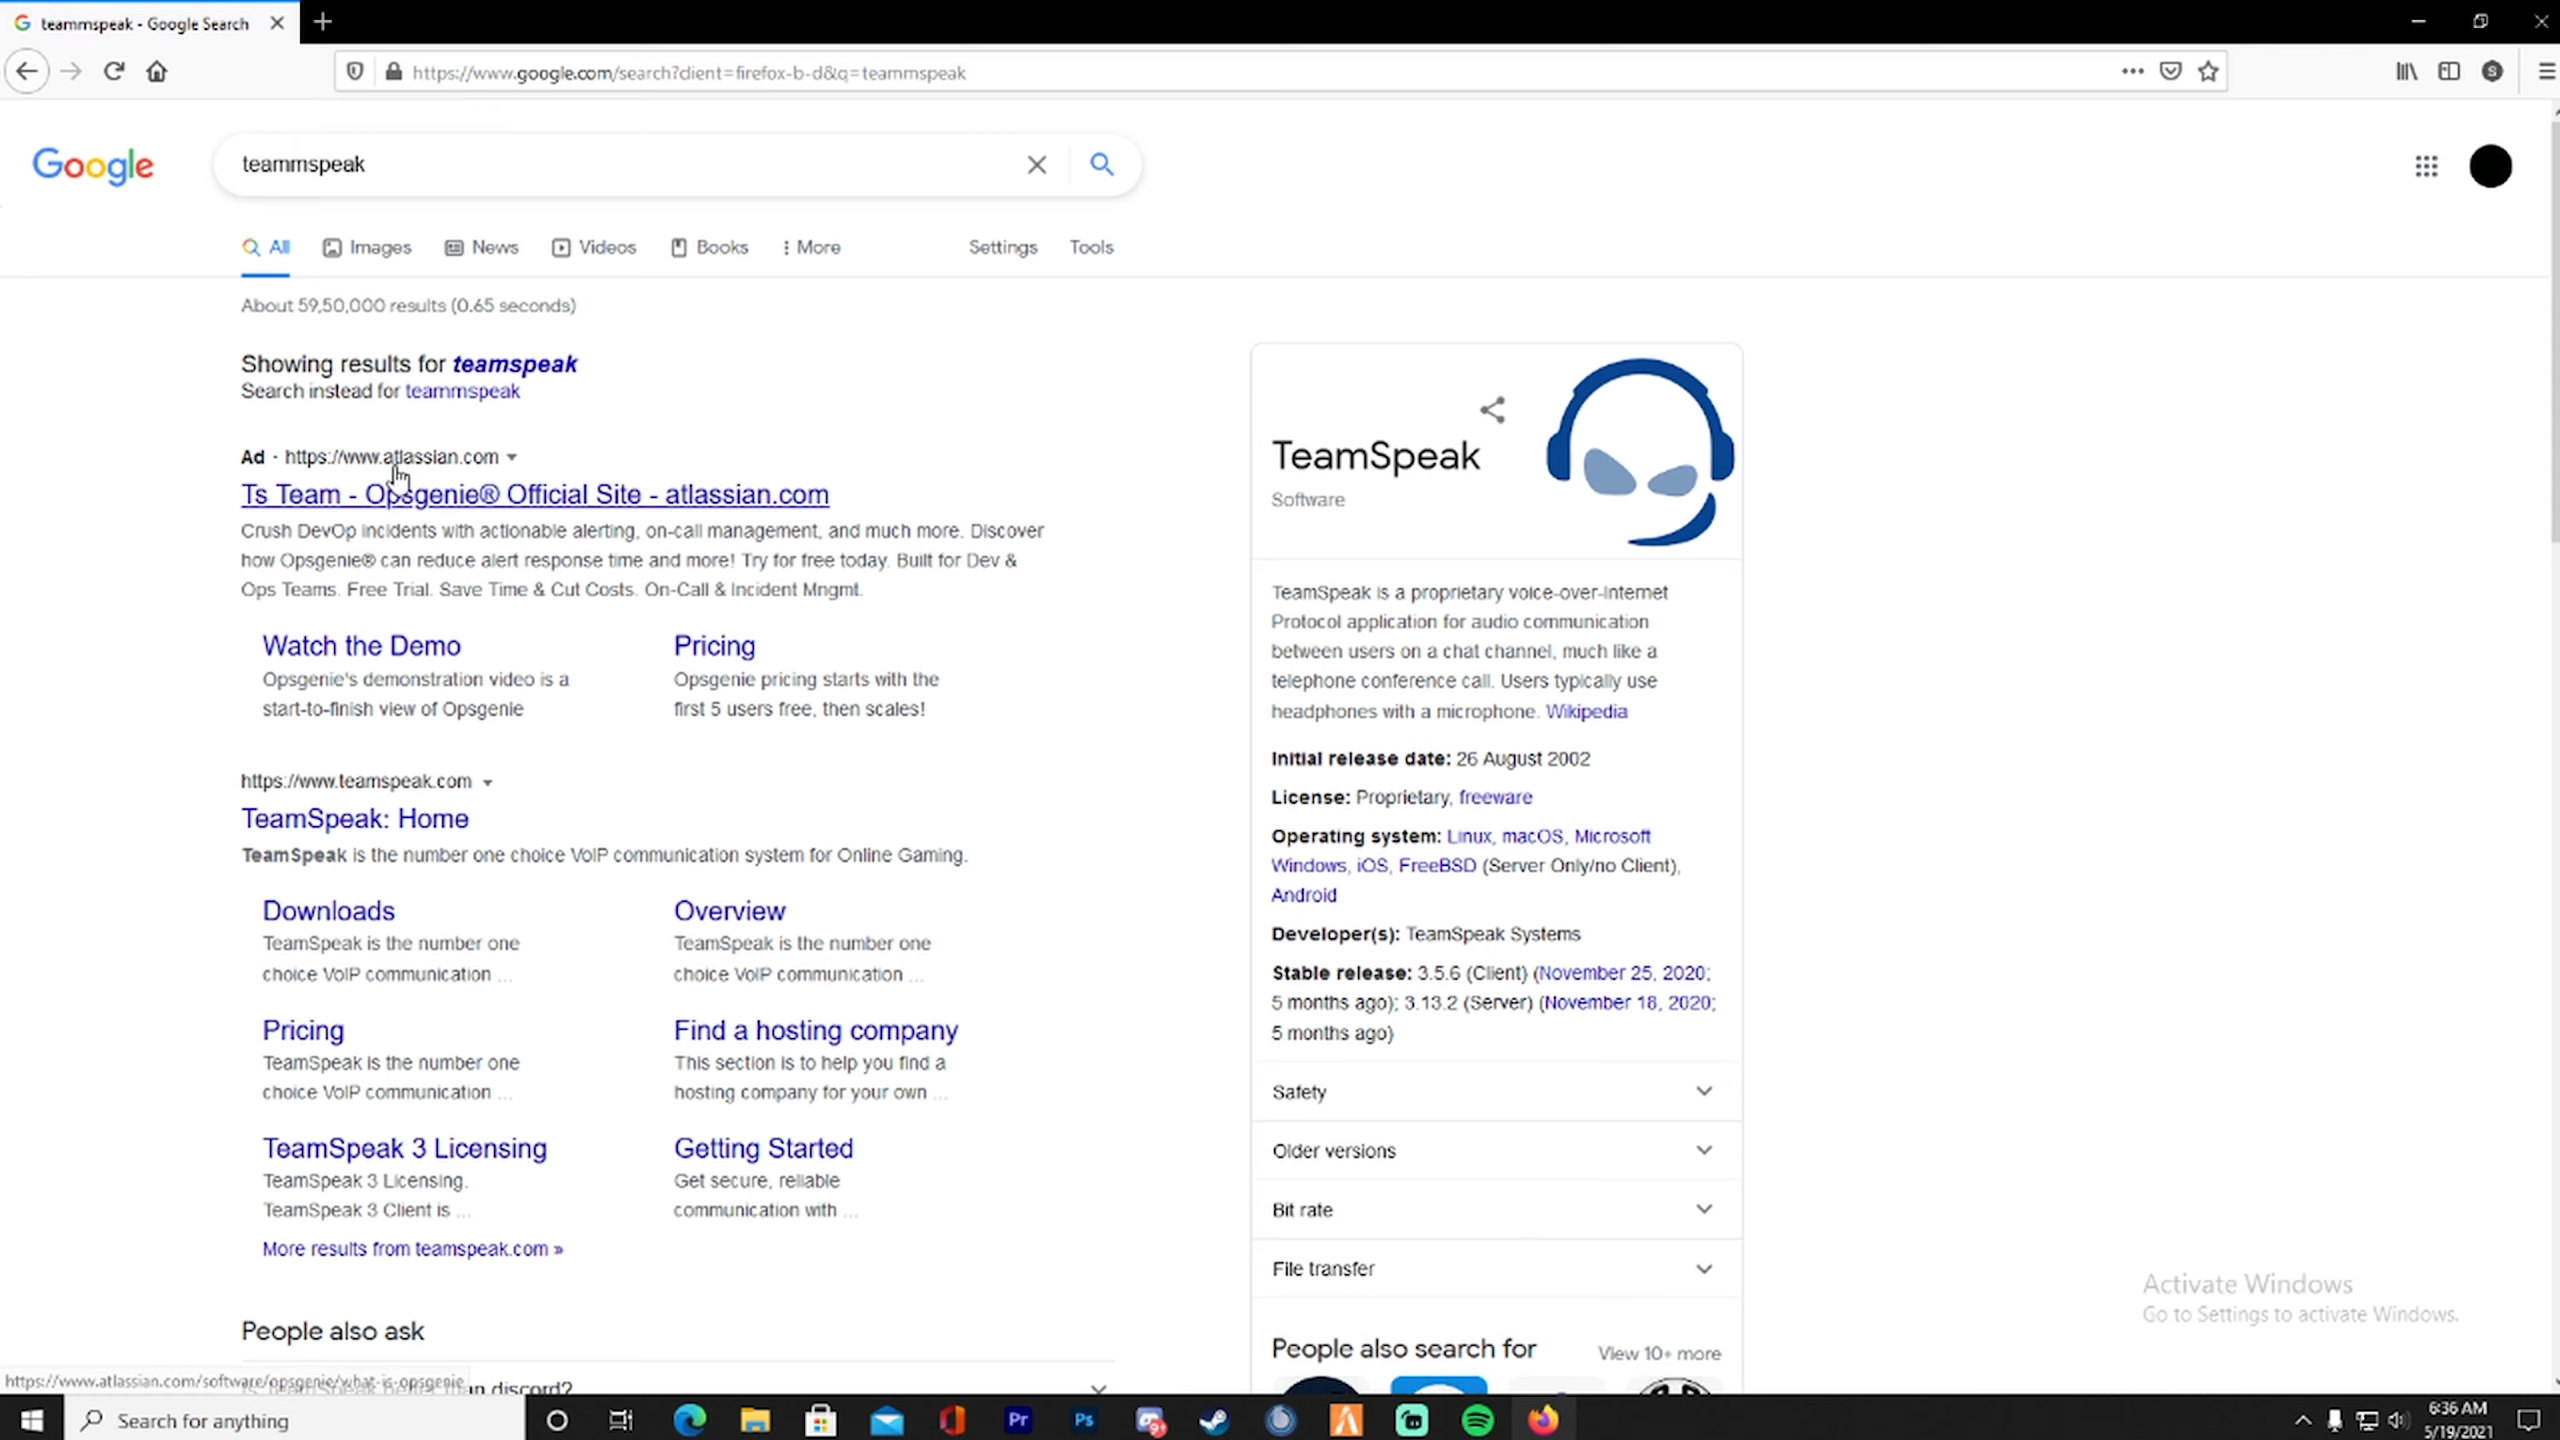 teammspeak - Google Search
https://www.google.com/search?client=firefox-b-d&q=teammspeak
Google
teammspeak
All
Images
News
Videos
Books
More
Settings
Tools
About 59,50,000 results (0.65 seconds)
Showing results for teamspeak
Search instead for teammspeak
Ad · https://www.atlassian.com
Ts Team - Opsgenie® Official Site - atlassian.com
Crush DevOp Incidents with actionable alerting, on-call management, and much more. Discover
how Opsgenie® can reduce alert response time and more! Try for free today. Built for Dev &
Ops Teams. Free Trial. Save Time & Cut Costs. On-Call & Incident Mngmt.
Watch the Demo
Opsgenie's demonstration video is a
start-to-finish view of Opsgenie
Pricing
Opsgenie pricing starts with the
first 5 users free, then scales!
https://www.teamspeak.com
TeamSpeak: Home
TeamSpeak is the number one choice VoIP communication system for Online Gaming.
Downloads
TeamSpeak is the number one
choice VoIP communication ...
Overview
TeamSpeak is the number one
choice VoIP communication ...
Pricing
TeamSpeak is the number one
choice VoIP communication ...
Find a hosting company
This section is to help you find a
hosting company for your own ...
TeamSpeak 3 Licensing
TeamSpeak 3 Licensing.
TeamSpeak 3 Client is ...
Getting Started
Get secure, reliable
communication with ...
More results from teamspeak.com »
People also ask
TeamSpeak
Software
TeamSpeak is a proprietary voice-over-Internet
Protocol application for audio communication
between users on a chat channel, much like a
telephone conference call. Users typically use
headphones with a microphone. Wikipedia
Initial release date: 26 August 2002
License: Proprietary, freeware
Operating system: Linux, macOS, Microsoft
Windows, iOS, FreeBSD (Server Only/no Client),
Android
Developer(s): TeamSpeak Systems
Stable release: 3.5.6 (Client) (November 25, 2020;
5 months ago); 3.13.2 (Server) (November 18, 2020;
5 months ago)
Safety
Older versions
Bit rate
File transfer
People also search for
View 10+ more
Activate Windows
Go to Settings to activate Windows.
https://www.atlassian.com/software/opsgenie/what-is-opsgenie
discord?
Search for anything
Pr
Ps
6:36 AM
5/19/2021